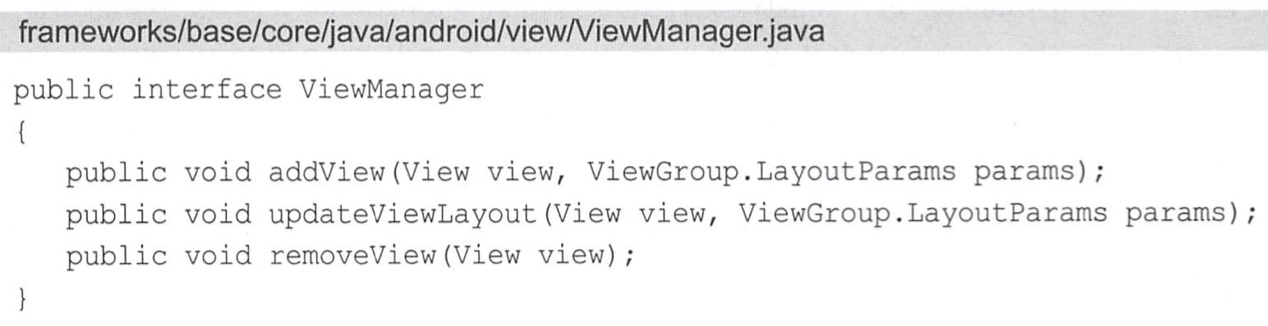 frameworks/base/core/java/android/view/ViewManager.java
public interface ViewManager
{
    public void addView(View view, ViewGroup.LayoutParams params);
    public void updateViewLayout(View view, ViewGroup.LayoutParams params);
    public void removeView(View view);
}